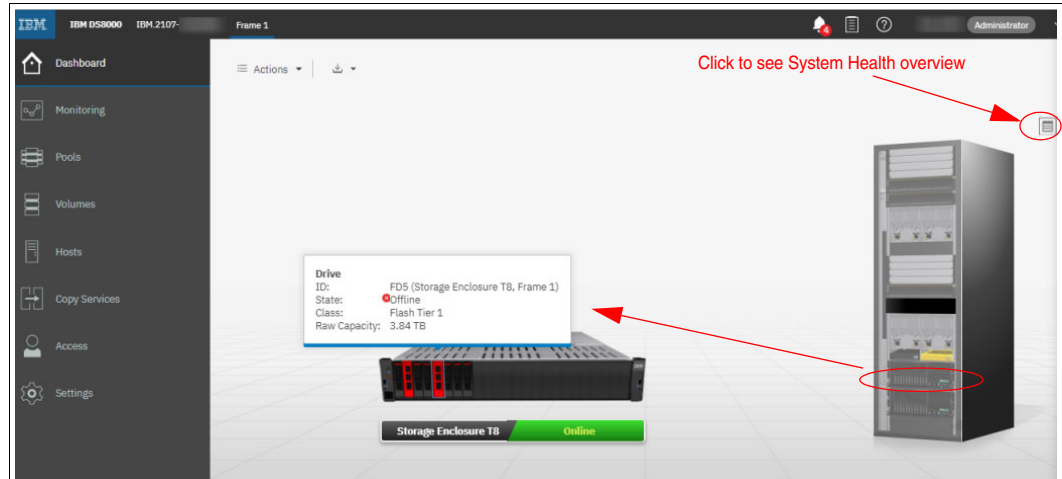 IBM IBM DS8000 IBM.2107- Frame 1 4 Administrator
Dashboard
Actions
Click to see System Health overview
Monitoring
Pools
Volumes
Hosts
Drive
ID: FD5 (Storage Enclosure T8, Frame 1)
State: Offline
Class: Flash Tier 1
Raw Capacity: 3.84 TB
Copy Services
Access
Settings
Storage Enclosure T8 Online